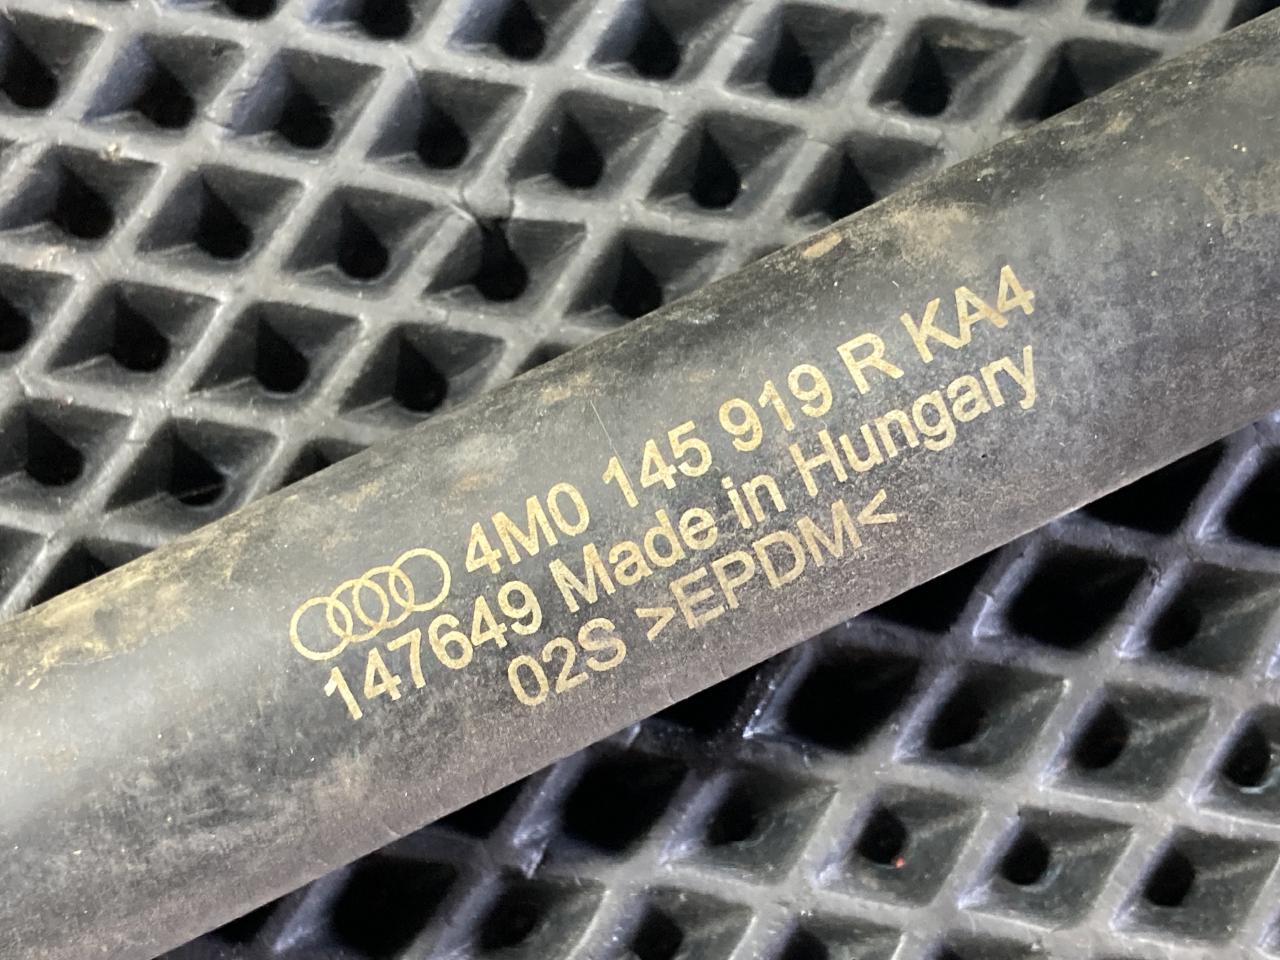 4M0 145 919 R KA4
147649 Made in Hungary
02S >EPDM<